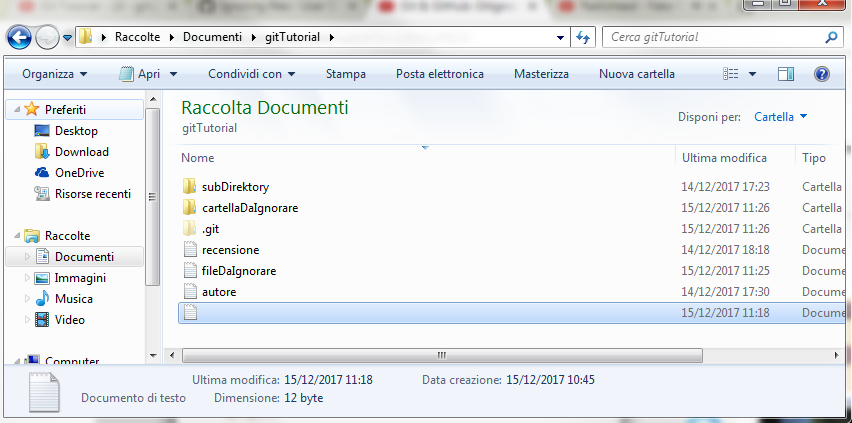 Raccolte Documenti gitTutorial
Cerca gitTutorial
Organizza Apri Condividi con Stampa Posta elettronica Masterizza Nuova cartella
Preferiti
Desktop
Download
OneDrive
Risorse recenti
Raccolte
Documenti
Immagini
Musica
Video
Computer
Raccolta Documenti
gitTutorial
Disponi per: Cartella
Nome Ultima modifica Tipo
subDirektory 14/12/2017 17:23 Cartella
cartellaDaIgnorare 15/12/2017 11:26 Cartella
.git 15/12/2017 11:26 Cartella
recensione 14/12/2017 18:18 Docume
fileDaIgnorare 15/12/2017 11:25 Docume
autore 14/12/2017 17:30 Docume
15/12/2017 11:18 Docume
Ultima modifica: 15/12/2017 11:18 Data creazione: 15/12/2017 10:45
Documento di testo Dimensione: 12 byte